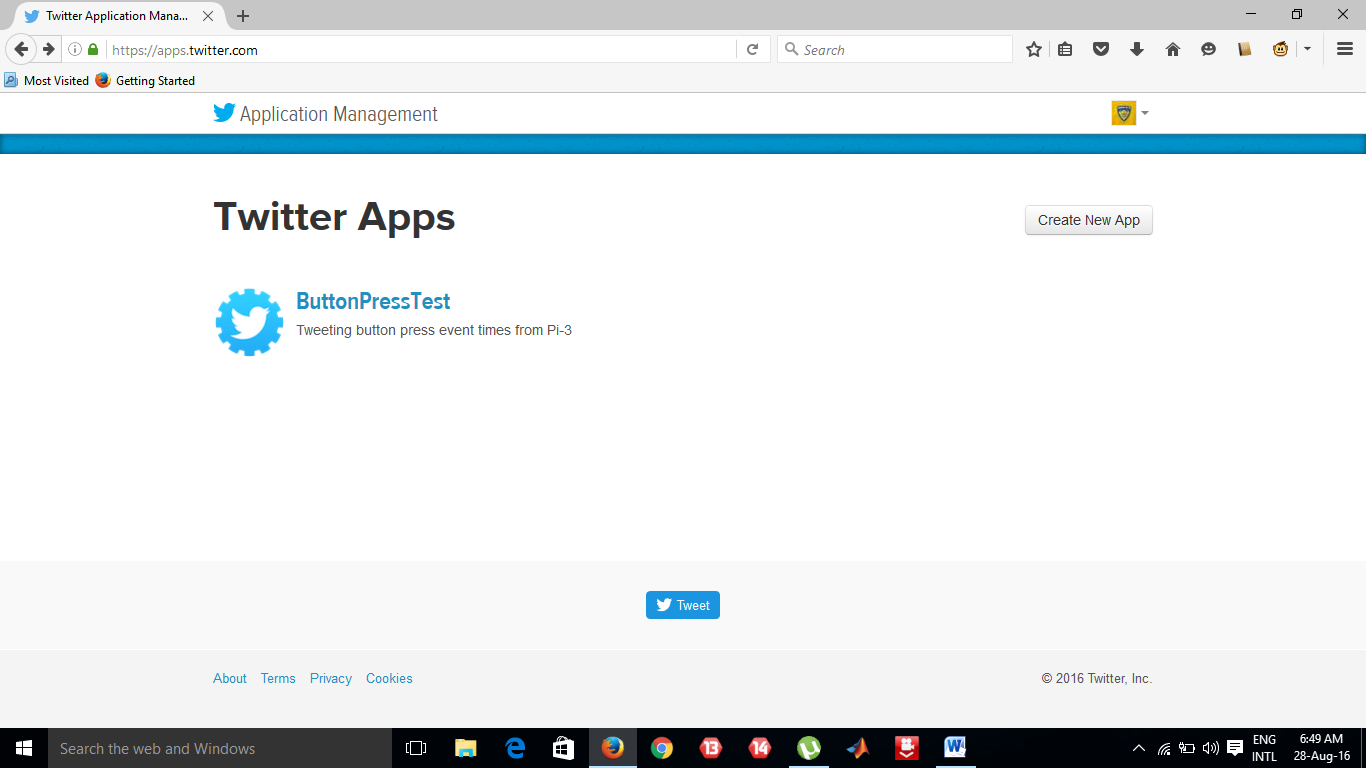 Twitter Application Mana...
https://apps.twitter.com
Search
Most Visited
Getting Started
Application Management
Twitter Apps
Create New App
ButtonPressTest
Tweeting button press event times from Pi-3
Tweet
About Terms Privacy Cookies
© 2016 Twitter, Inc.
Search the web and Windows
13
14
ENG
INTL
6:49 AM
28-Aug-16